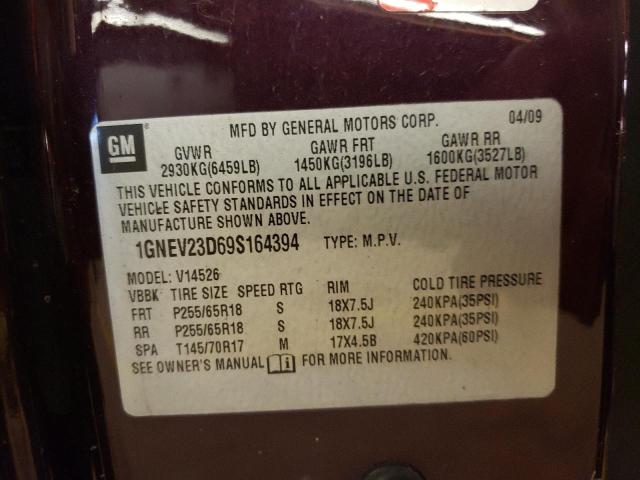 GM
MFD BY GENERAL MOTORS CORP. 04/09
GVWR GAWR FRT GAWR RR
2930KG(6459LB) 1450KG(3196LB) 1600KG(3527LB)
THIS VEHICLE CONFORMS TO ALL APPLICABLE U.S. FEDERAL MOTOR
VEHICLE SAFETY STANDARDS IN EFFECT ON THE DATE OF
MANUFACTURE SHOWN ABOVE.
1GNEV23D69S164394 TYPE: M.P.V.
MODEL: V14526
VBBK TIRE SIZE SPEED RTG RIM COLD TIRE PRESSURE
FRT P255/65R18 S 18X7.5J 240KPA(35PSI)
RR P255/65R18 S 18X7.5J 240KPA(35PSI)
SPA T145/70R17 M 17X4.5B 420KPA(60PSI)
SEE OWNER'S MANUAL FOR MORE INFORMATION.